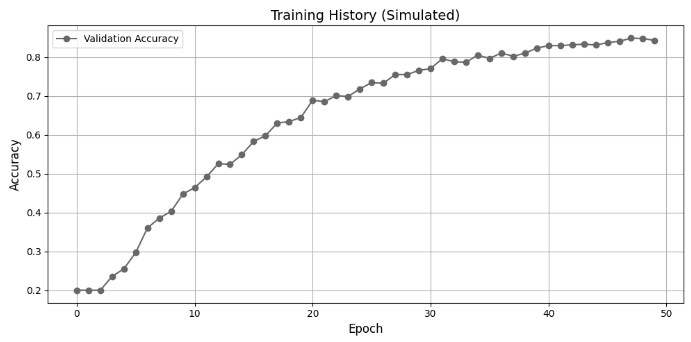 Training History (Simulated)
Validation Accuracy
Accuracy
0.8
0.7
0.6
0.5
0.4
0.3
0.2
0 10 20 30 40 50
Epoch